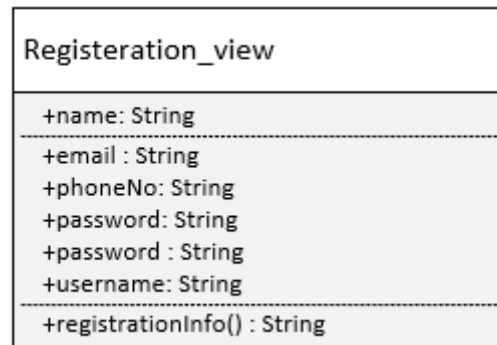 Registeration_view
+name: String
+email : String
+phoneNo: String
+password: String
+password : String
+username: String
+registrationInfo() : String